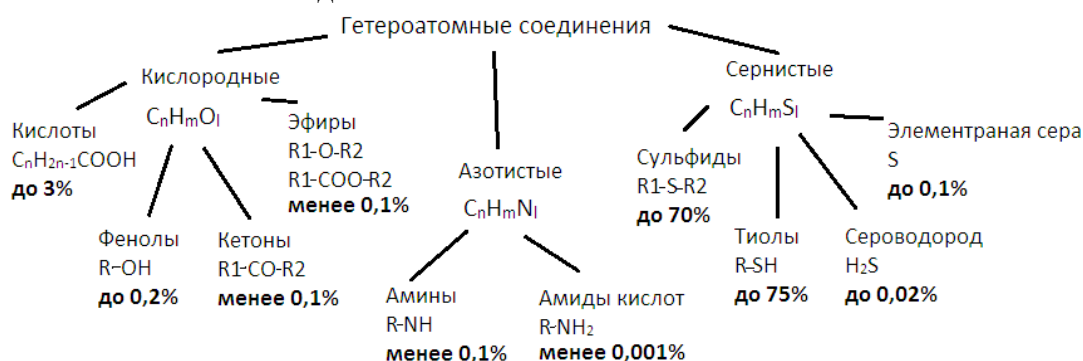 Гетероатомные соединения
Кислородные
CnHmOl
Кислоты
CnH2n-1COOH
до 3%
Фенолы
R-OH
до 0,2%
Кетоны
R1-CO-R2
менее 0,1%
Эфиры
R1-O-R2
R1-COO-R2
менее 0,1%
Азотистые
CnHmNl
Амины
R-NH
менее 0,1%
Амиды кислот
R-NH2
менее 0,001%
Сернистые
CnHmSl
Сульфиды
R1-S-R2
до 70%
Тиолы
R-SH
до 75%
Сероводород
H2S
до 0,02%
Элементраная сера
S
до 0,1%